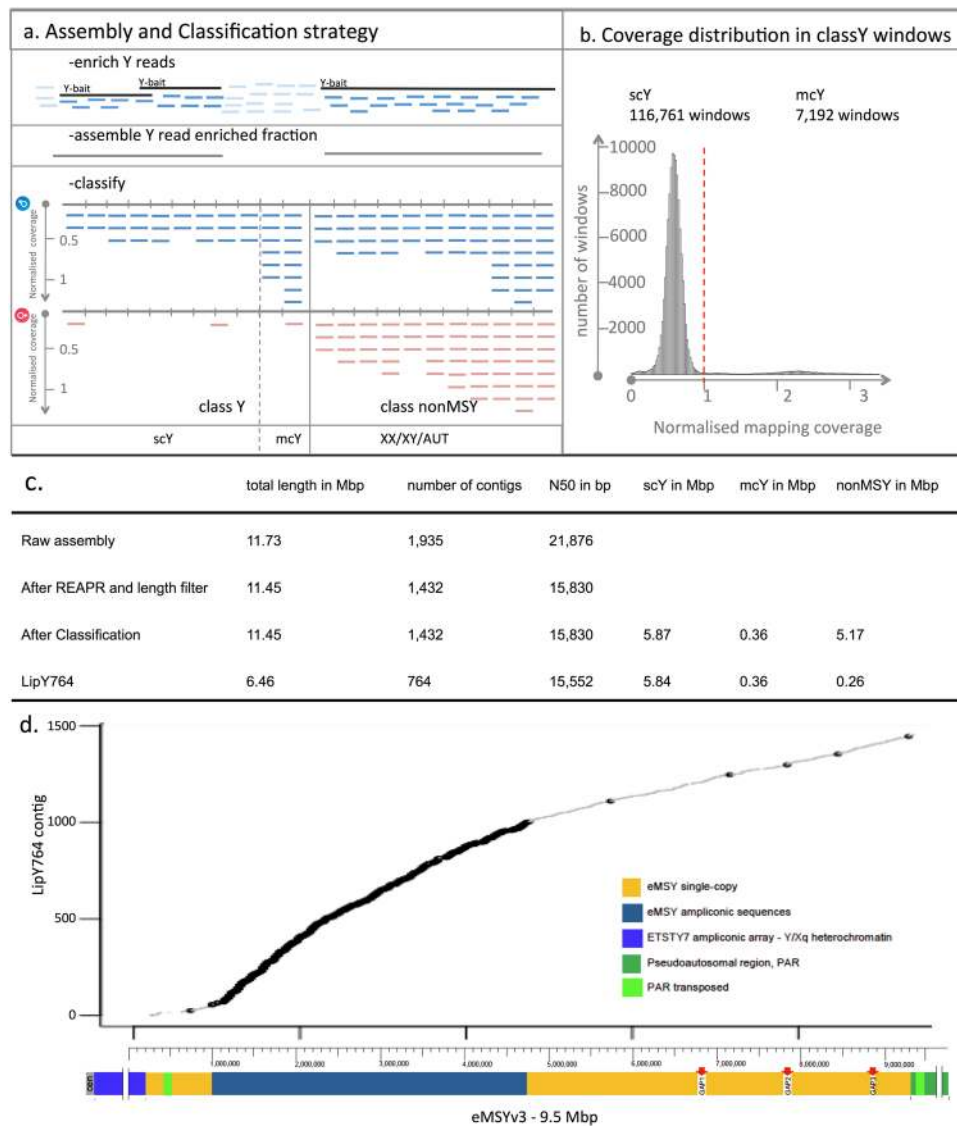 a. Assembly and Classification strategy
-enrich Y reads
Y-bait
Y-bait
Y-bait
-assemble Y read enriched fraction
-classify
Normalised coverage
0.5
1
Normalised coverage
0.5
1
class Y
class nonMSY
scY
mcY
XX/XY/AUT
b. Coverage distribution in classY windows
scY
116,761 windows
mcY
7,192 windows
number of windows
10000
8000
6000
4000
2000
0
1
2
3
Normalised mapping coverage
c.
total length in Mbp number of contigs N50 in bp scY in Mbp mcY in Mbp nonMSY in Mbp
Raw assembly 11.73 1,935 21,876
After REAPR and length filter 11.45 1,432 15,830
After Classification 11.45 1,432 15,830 5.87 0.36 5.17
LipY764 6.46 764 15,552 5.84 0.36 0.26
d.
LipY764 contig
1500
1000
500
0
eMSY single-copy
eMSY ampliconic sequences
ETSTY7 ampliconic array - Y/Xq heterochromatin
Pseudoautosomal region, PAR
PAR transposed
1,000,000 2,000,000 3,000,000 4,000,000 5,000,000 6,000,000 7,000,000 8,000,000 9,000,000
cen
GAP1
GAP2
GAP3
eMSYv3 - 9.5 Mbp